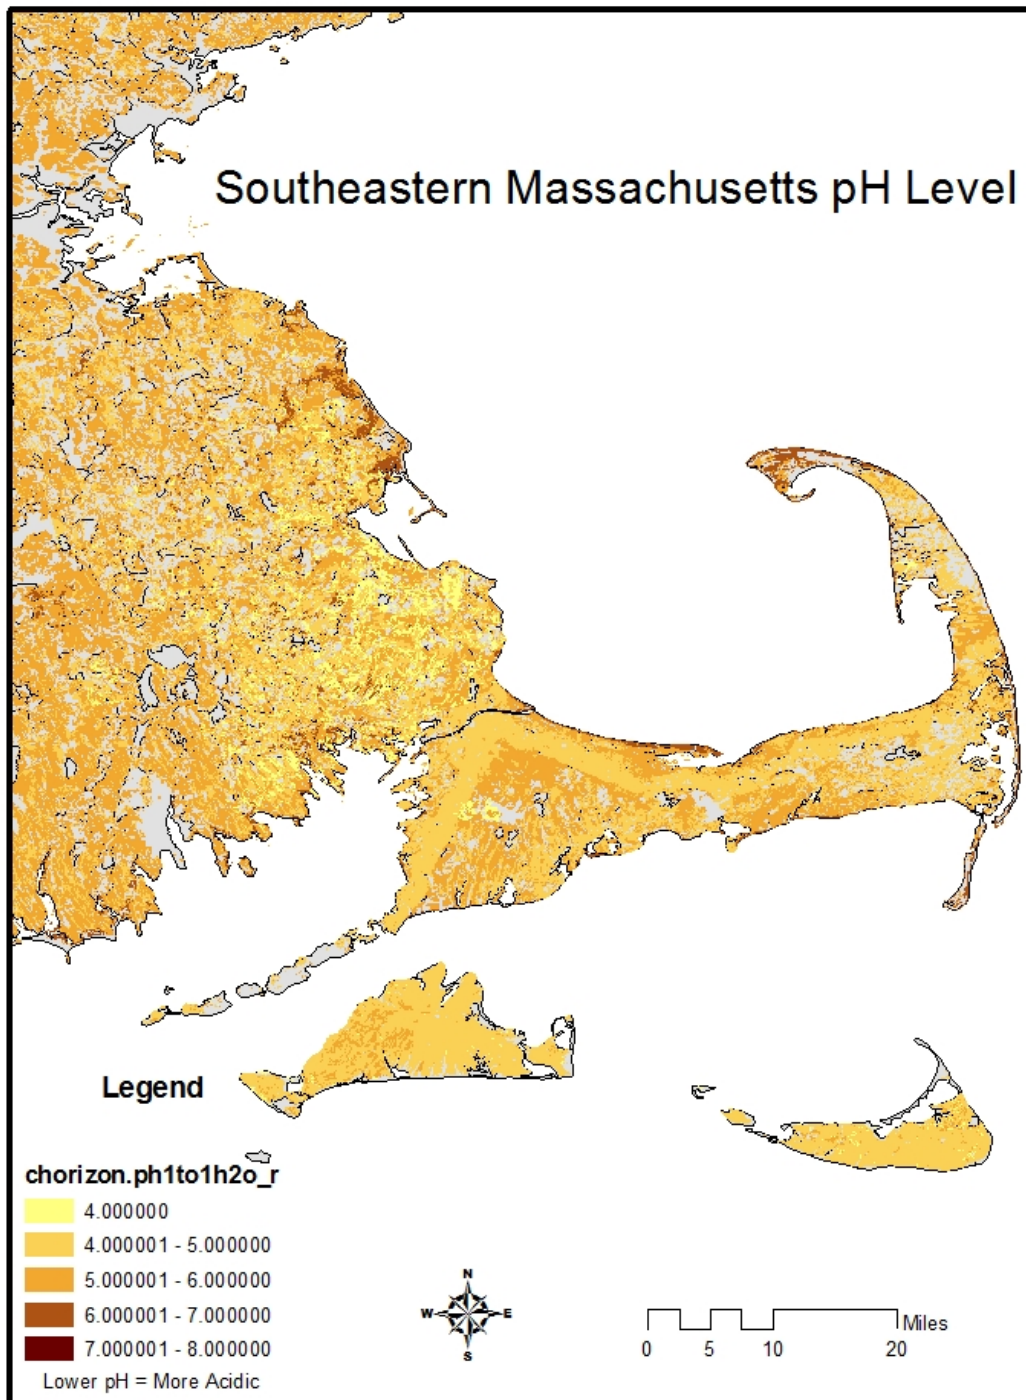 Southeastern Massachusetts pH Level
Legend
chorizon.ph1to1h2o_r
4.000000
4.000001 - 5.000000
5.000001 - 6.000000
6.000001 - 7.000000
7.000001 - 8.000000
Lower pH = More Acidic
N
W E
S
Miles
0 5 10 20